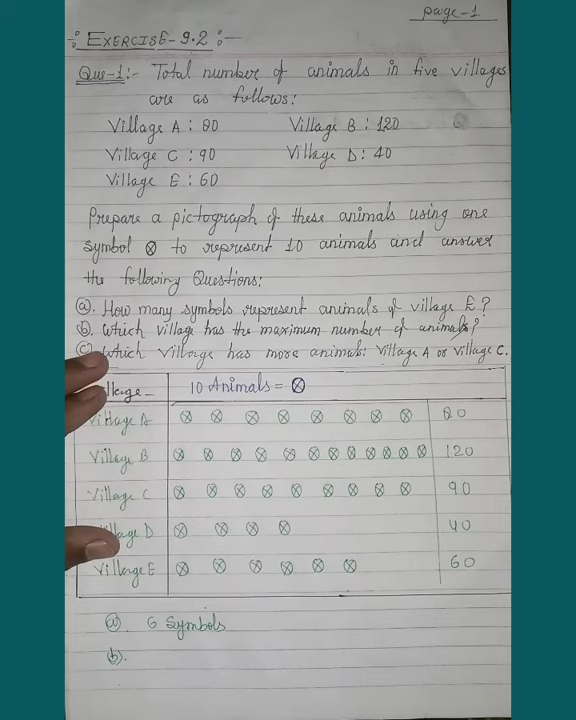 page-1
:- EXERCISE-9.2 :-
Que-1:- Total number of animals in five villages
are as follows:
Village A : 80 Village B : 120
Village C : 90 Village D : 40
Village E : 60
Prepare a pictograph of these animals using one
symbol ⊗ to represent 10 animals and answer
the following Questions:
(a). How many symbols represent animals of village E?
(b). Which village has the maximum number of animals?
(c). Which village has more animals: Village A or Village C.
10 Animals = ⊗
Village A ⊗ ⊗ ⊗ ⊗ ⊗ ⊗ ⊗ ⊗ 80
Village B ⊗ ⊗ ⊗ ⊗ ⊗ ⊗ ⊗ ⊗ ⊗ ⊗ ⊗ ⊗ 120
Village C ⊗ ⊗ ⊗ ⊗ ⊗ ⊗ ⊗ ⊗ ⊗ 90
Village D ⊗ ⊗ ⊗ ⊗ 40
Village E ⊗ ⊗ ⊗ ⊗ ⊗ ⊗ 60
(a). 6 Symbols
(b).